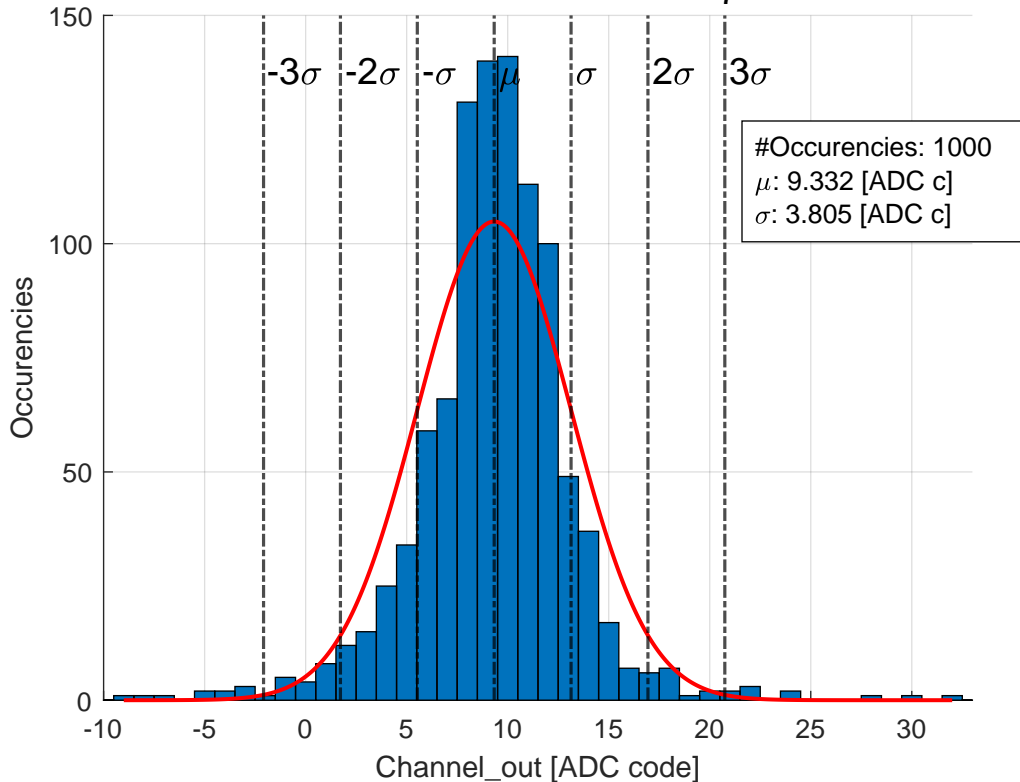 150
100
50
0
Occurencies
-3σ
-2σ
-σ
μ
σ
2σ
3σ
#Occurencies: 1000
μ: 9.332 [ADC c]
σ: 3.805 [ADC c]
-10
-5
0
5
10
15
20
25
30
Channel_out [ADC code]